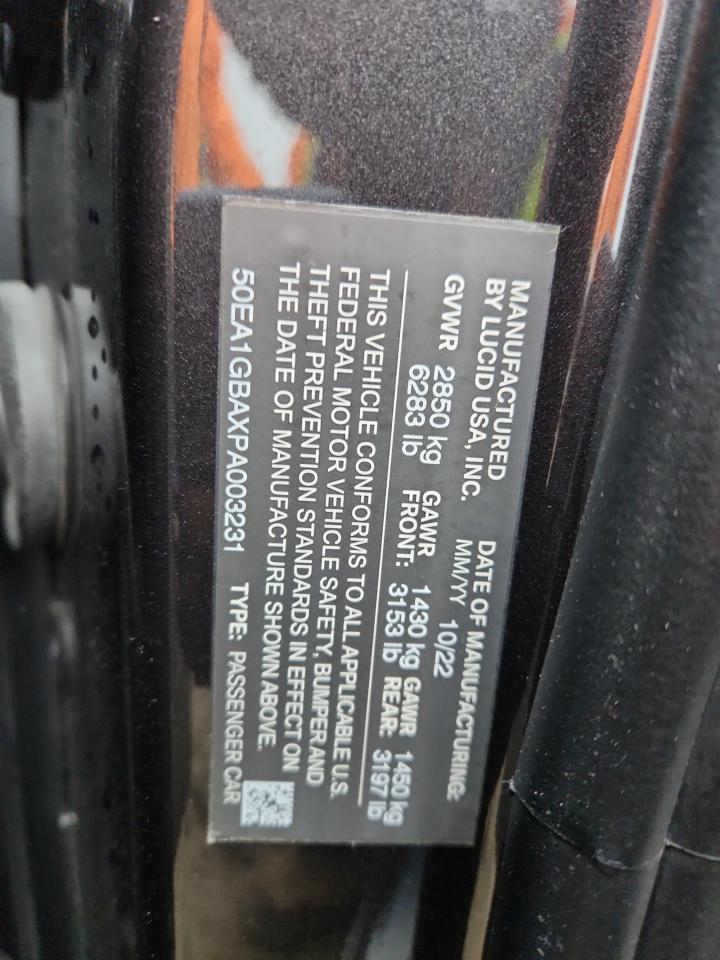 MANUFACTURED
BY LUCID USA, INC.
DATE OF MANUFACTURING:
MM/YY 10/22
GVWR 2850 kg
6283 lb
GAWR
FRONT: 1430 kg
3153 lb
GAWR
REAR: 1450 kg
3197 lb
THIS VEHICLE CONFORMS TO ALL APPLICABLE U.S.
FEDERAL MOTOR VEHICLE SAFETY, BUMPER AND
THEFT PREVENTION STANDARDS IN EFFECT ON
THE DATE OF MANUFACTURE SHOWN ABOVE.
50EA1GBAXPA003231 TYPE: PASSENGER CAR